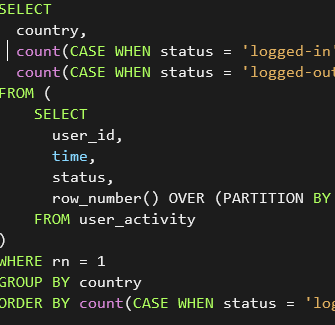 SELECT
country,
count(CASE WHEN status = 'logged-in'
count(CASE WHEN status = 'logged-out
FROM (
SELECT
user_id,
time,
status,
row_number() OVER (PARTITION BY
FROM user_activity
)
WHERE rn = 1
GROUP BY country
ORDER BY count(CASE WHEN status = 'log